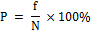 P = f/N × 100%